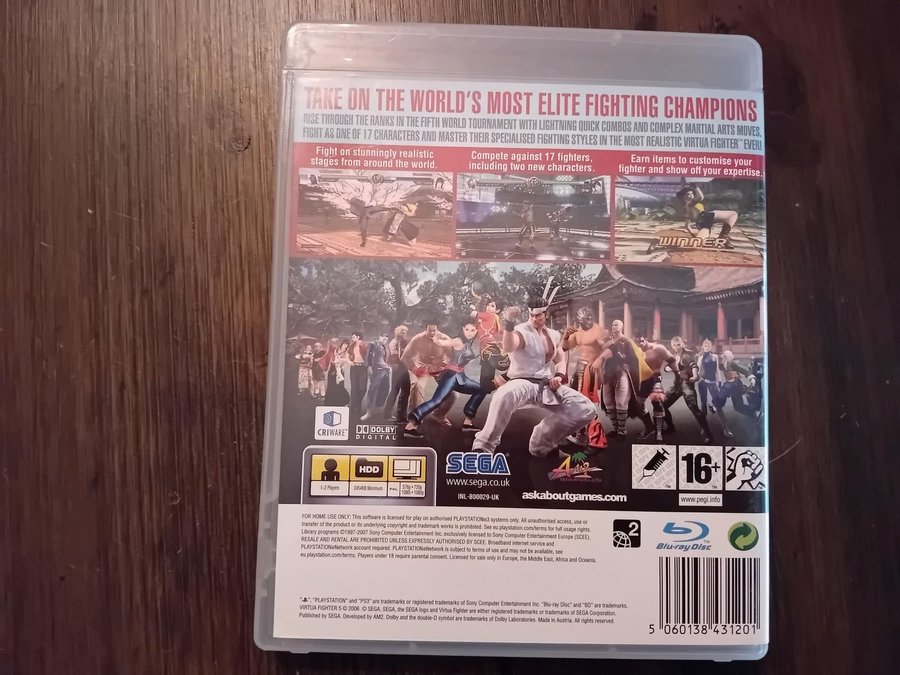 TAKE ON THE WORLD'S MOST ELITE FIGHTING CHAMPIONS
RISE THROUGH THE RANKS IN THE FIFTH WORLD TOURNAMENT WITH LIGHTNING QUICK COMBOS AND COMPLEX MARTIAL ARTS MOVES.
FIGHT AS ONE OF 17 CHARACTERS AND MASTER THEIR SPECIALISED FIGHTING STYLES IN THE MOST REALISTIC VIRTUA FIGHTER™ EVER!
Fight on stunningly realistic
stages from around the world.
Compete against 17 fighters,
including two new characters.
Earn items to customise your
fighter and show off your expertise.
WINNER
CRIWARE
DOLBY
DIGITAL
1-2 Players
HDD
2454MB Minimum
PAL
576p • 720p
1080i • 1080p
SEGA®
www.sega.co.uk
INL-B00029-UK
askaboutgames.com
16+
www.pegi.info
FOR HOME USE ONLY: This software is licensed for play on authorised PLAYSTATION®3 systems only. All unauthorised access, use or
transfer of the product or its underlying copyright and trademark works is prohibited. See eu.playstation.com/terms for full usage rights.
Library programs ©1997-2007 Sony Computer Entertainment Inc. exclusively licensed to Sony Computer Entertainment Europe (SCEE).
RESALE AND RENTAL ARE PROHIBITED UNLESS EXPRESSLY AUTHORISED BY SCEE. Broadband internet service and
PLAYSTATION®Network account required. PLAYSTATION®Network is subject to terms of use and may not be available, see
eu.playstation.com/terms. Players under 18 require parental consent. Licensed for sale only in Europe, the Middle East, Africa and Oceania.
2
Blu-ray Disc
", "PLAYSTATION" and "PS3" are trademarks or registered trademarks of Sony Computer Entertainment Inc. "Blu-ray Disc" and "BD" are trademarks.
VIRTUA FIGHTER 5 © 2006. © SEGA. SEGA, the SEGA logo and Virtua Fighter are either registered trademarks or trademarks of SEGA Corporation.
Published by SEGA. Developed by AM2. Dolby and the double-D symbol are trademarks of Dolby Laboratories. Made in Austria. All rights reserved.
5 060138 431201